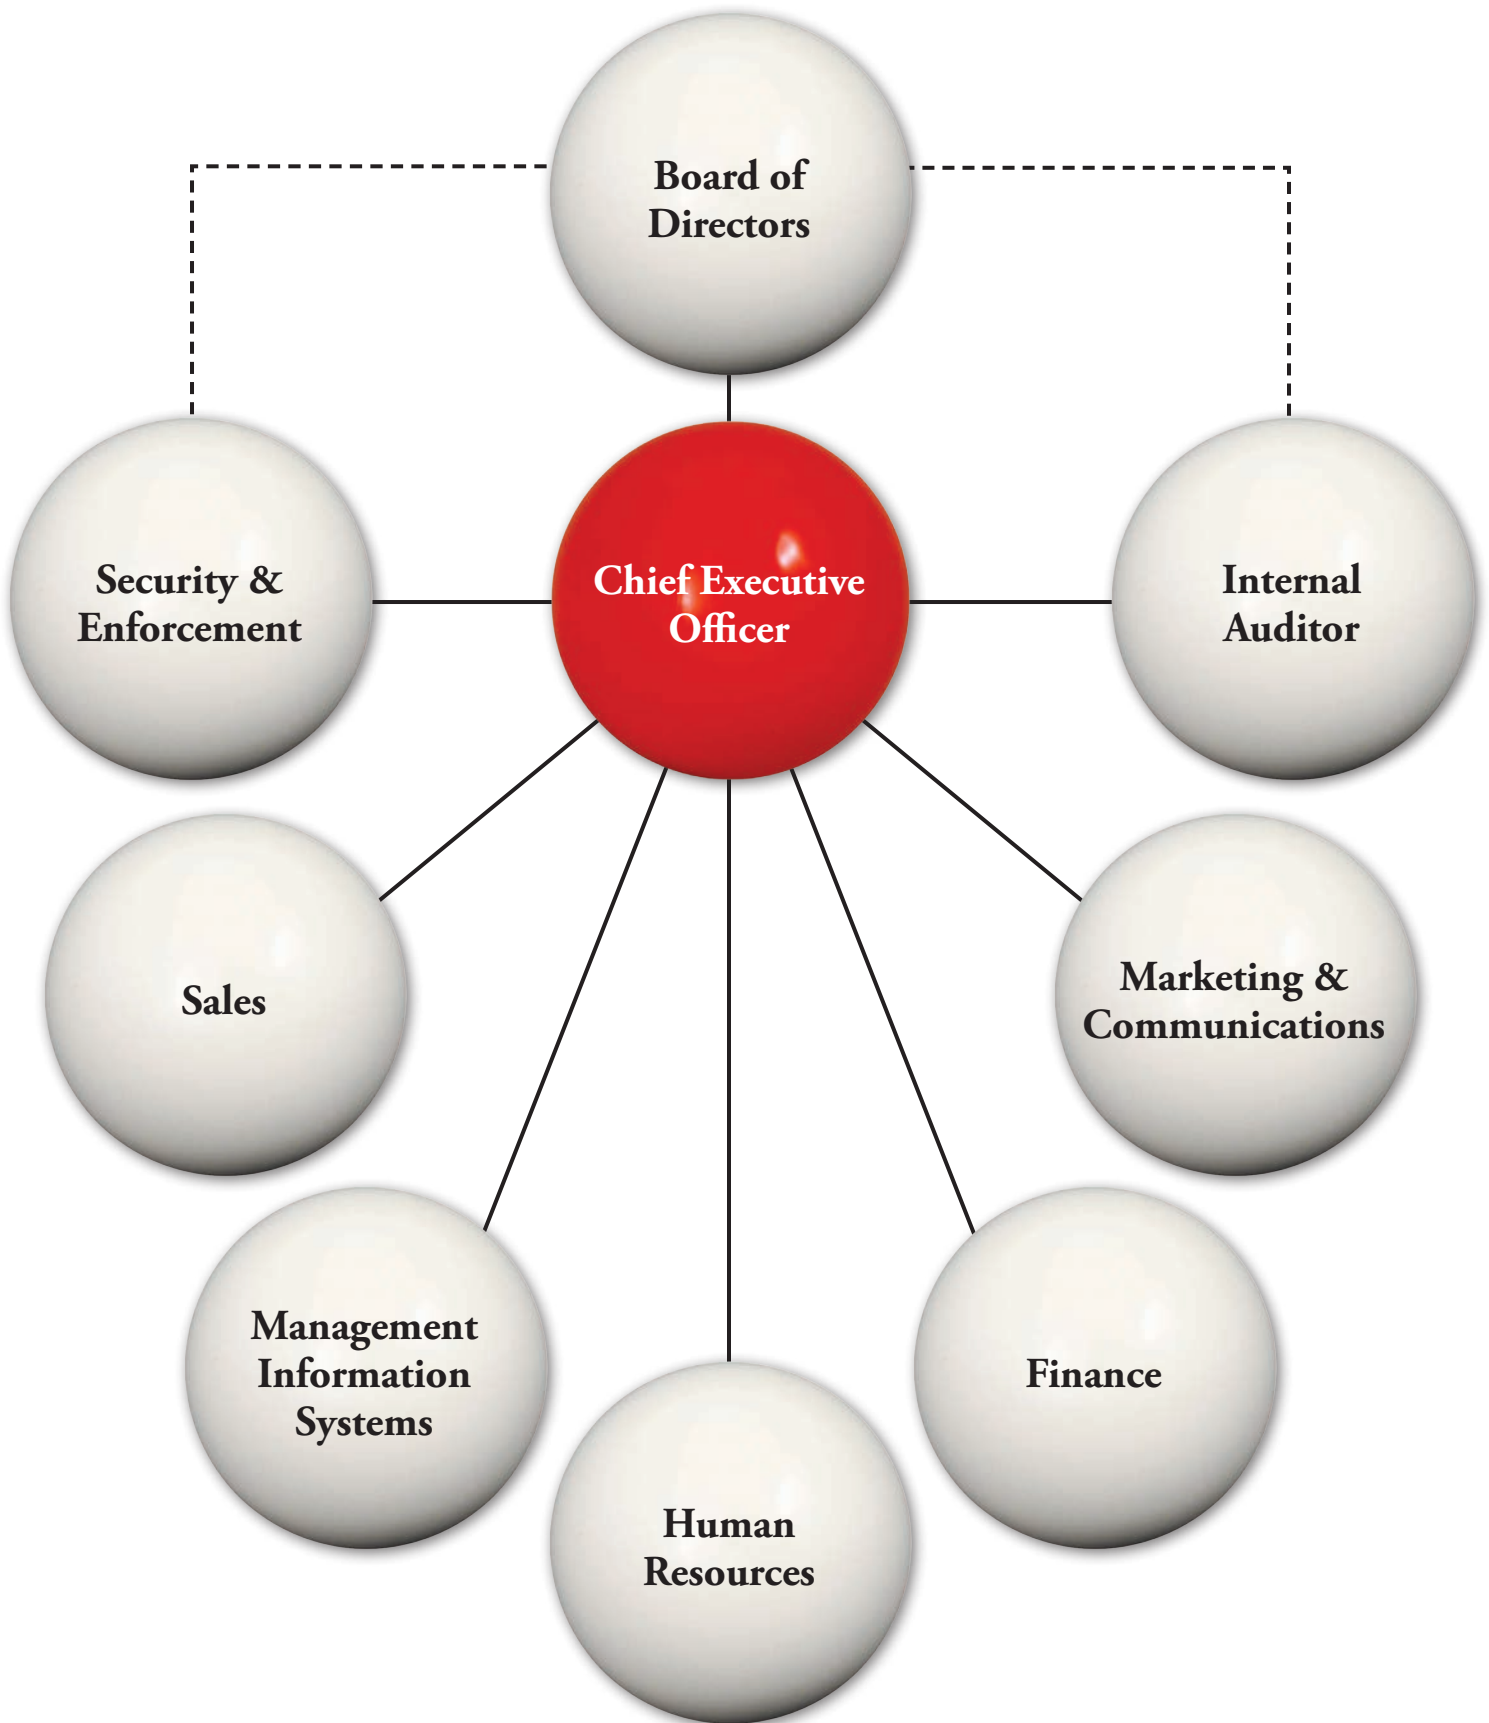 Board of
Directors
Security &
Enforcement
Chief Executive
Officer
Internal
Auditor
Sales
Marketing &
Communications
Management
Information
Systems
Finance
Human
Resources